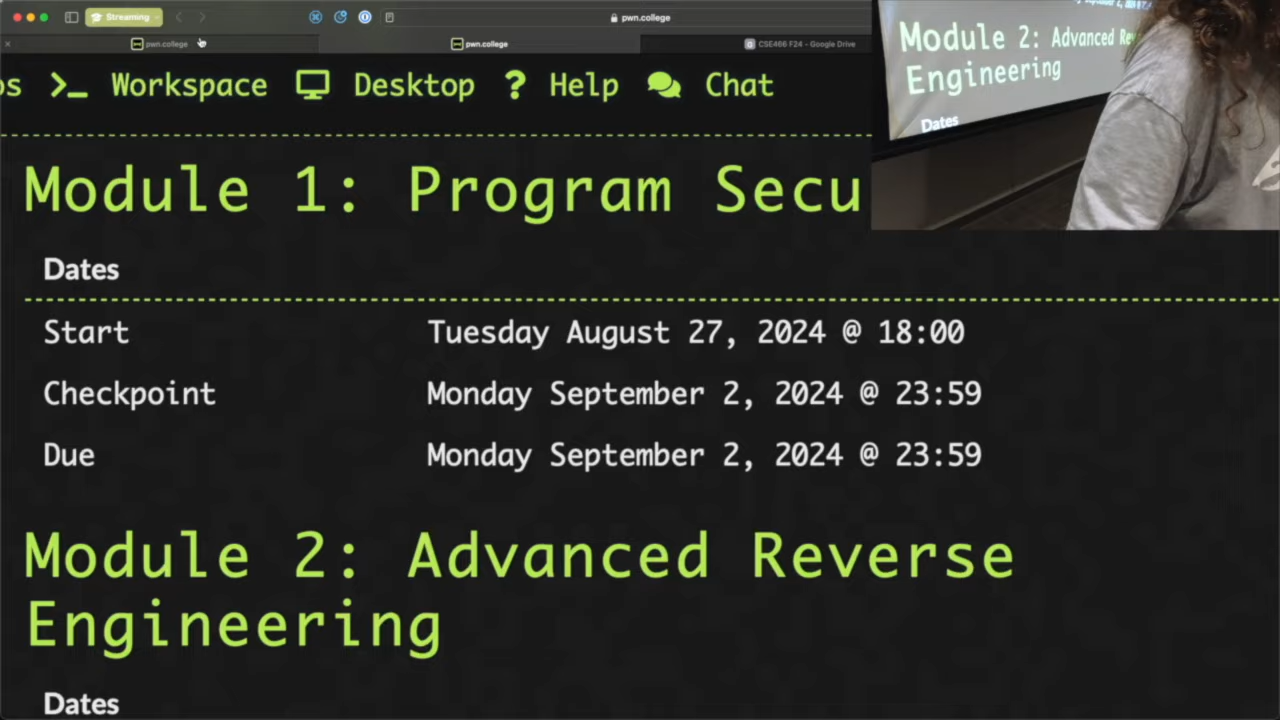 Streaming
pwn.college
pwn.college
pwn.college
CSE466 F24 - Google Drive
Workspace
Desktop
? Help
Chat
Module 1: Program Secu
Dates
Start Tuesday August 27, 2024 @ 18:00
Checkpoint Monday September 2, 2024 @ 23:59
Due Monday September 2, 2024 @ 23:59
Module 2: Advanced Reverse
Engineering
Dates
Module 2: Advanced Re
Engineering
Dates